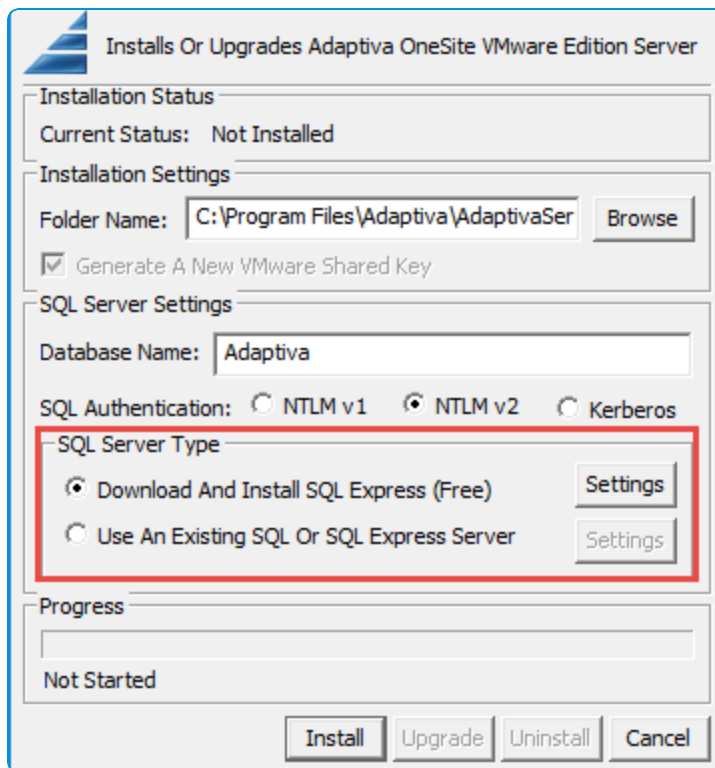 Installs Or Upgrades Adaptiva OneSite VMware Edition Server
Installation Status
Current Status: Not Installed
Installation Settings
Folder Name: C:\Program Files\Adaptiva\AdaptivaSer Browse
Generate A New VMware Shared Key
SQL Server Settings
Database Name: Adaptiva
SQL Authentication: NTLM v1 NTLM v2 Kerberos
SQL Server Type
Download And Install SQL Express (Free) Settings
Use An Existing SQL Or SQL Express Server Settings
Progress
Not Started
Install Upgrade Uninstall Cancel